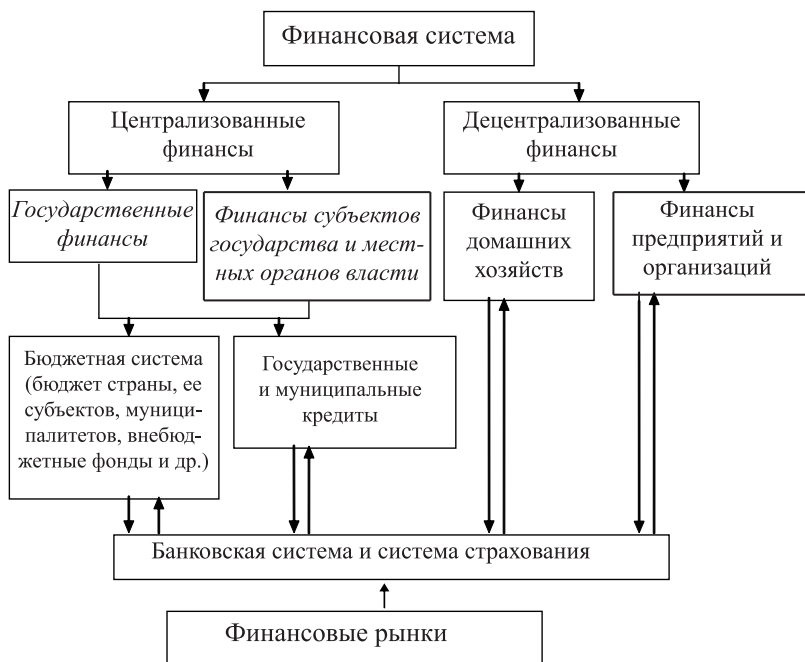 Финансовая система
Централизованные
финансы
Децентрализованные
финансы
Государственные
финансы
Финансы субъектов
государства и мест-
ных органов власти
Финансы
домашних
хозяйств
Финансы
предприятий и
организаций
Бюджетная система
(бюджет страны, ее
субъектов, муници-
палитетов, внебюд-
жетные фонды и др.)
Государственные
и муниципальные
кредиты
Банковская система и система страхования
Финансовые рынки